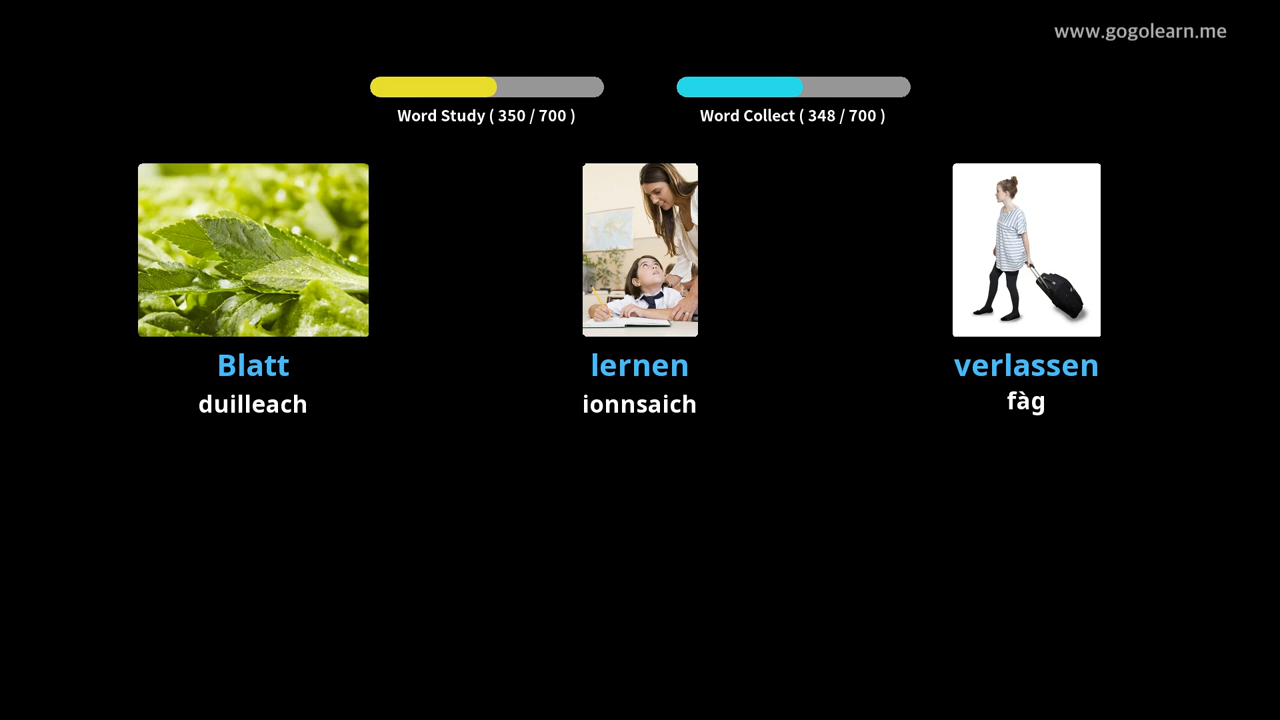 www.gogolearn.me
Word Study ( 350 / 700 )
Word Collect ( 348 / 700 )
Blatt
duilleach
lernen
ionnsaich
verlassen
fàg